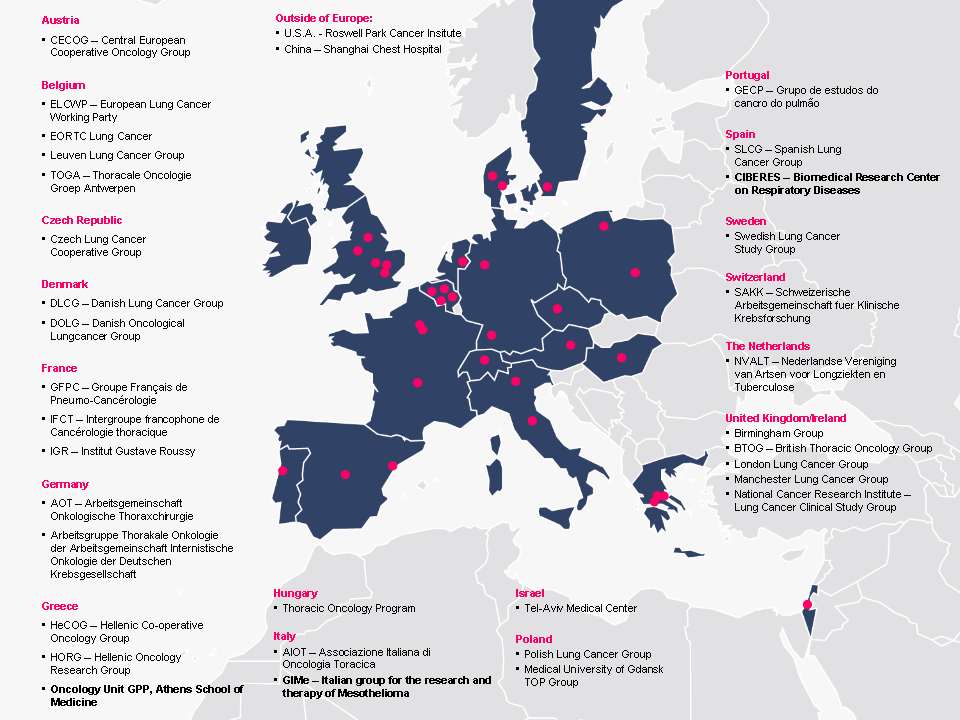 Austria
• CECOG – Central European
Cooperative Oncology Group
Belgium
• ELCWP – European Lung Cancer
Working Party
• EORTC Lung Cancer
• Leuven Lung Cancer Group
• TOGA – Thoracale Oncologie
Groep Antwerpen
Czech Republic
• Czech Lung Cancer
Cooperative Group
Denmark
• DLCG – Danish Lung Cancer Group
• DOLG – Danish Oncological
Lungcancer Group
France
• GFPC – Groupe Français de
Pneumo-Cancérologie
• IFCT – Intergroupe francophone de
Cancérologie thoracique
• IGR – Institut Gustave Roussy
Germany
• AOT – Arbeitsgemeinschaft
Onkologische Thoraxchirurgie
• Arbeitsgruppe Thorakale Onkologie
der Arbeitsgemeinschaft Internistische
Onkologie der Deutschen
Krebsgesellschaft
Greece
• HeCOG – Hellenic Co-operative
Oncology Group
• HORG – Hellenic Oncology
Research Group
• Oncology Unit GPP, Athens School of
Medicine
Outside of Europe:
• U.S.A. - Roswell Park Cancer Insitute
• China – Shanghai Chest Hospital
Hungary
• Thoracic Oncology Program
Italy
• AIOT – Associazione Italiana di
Oncologia Toracica
• GIMe – Italian group for the research and
therapy of Mesothelioma
Israel
• Tel-Aviv Medical Center
Poland
• Polish Lung Cancer Group
• Medical University of Gdansk
TOP Group
Portugal
• GECP – Grupo de estudos do
cancro do pulmão
Spain
• SLCG – Spanish Lung
Cancer Group
• CIBERES – Biomedical Research Center
on Respiratory Diseases
Sweden
• Swedish Lung Cancer
Study Group
Switzerland
• SAKK – Schweizerische
Arbeitsgemeinschaft fuer Klinische
Krebsforschung
The Netherlands
• NVALT – Nederlandse Vereniging
van Artsen voor Longziekten en
Tuberculose
United Kingdom/Ireland
• Birmingham Group
• BTOG – British Thoracic Oncology Group
• London Lung Cancer Group
• Manchester Lung Cancer Group
• National Cancer Research Institute –
Lung Cancer Clinical Study Group